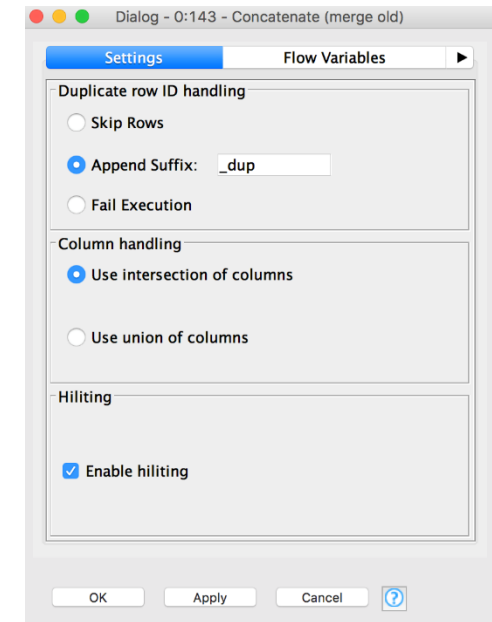 Dialog - 0:143 - Concatenate (merge old)
Settings Flow Variables
Duplicate row ID handling
Skip Rows
Append Suffix: _dup
Fail Execution
Column handling
Use intersection of columns
Use union of columns
Hiliting
Enable hiliting
OK Apply Cancel ?